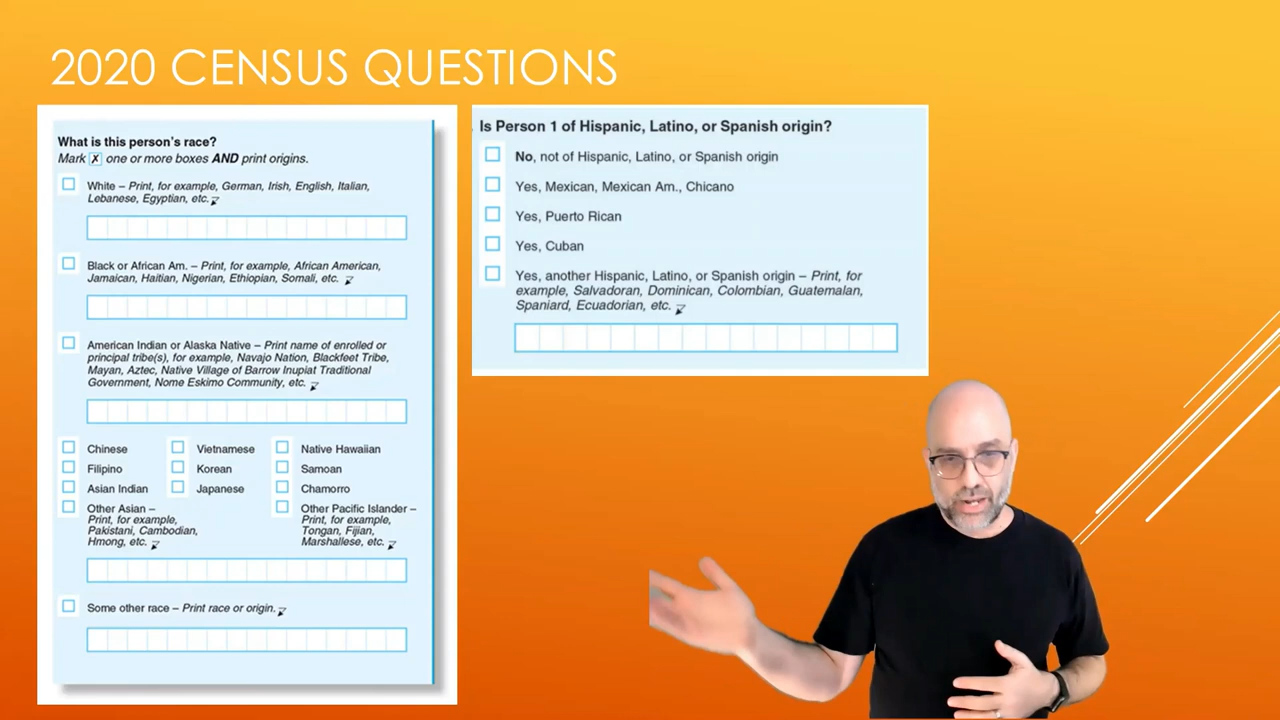 2020 CENSUS QUESTIONS
What is this person's race?
Mark X one or more boxes AND print origins.
White – Print, for example, German, Irish, English, Italian,
Lebanese, Egyptian, etc.
Black or African Am. – Print, for example, African American,
Jamaican, Haitian, Nigerian, Ethiopian, Somali, etc.
American Indian or Alaska Native – Print name of enrolled or
principal tribe(s), for example, Navajo Nation, Blackfeet Tribe,
Mayan, Aztec, Native Village of Barrow Inupiat Traditional
Government, Nome Eskimo Community, etc.
Chinese
Vietnamese
Native Hawaiian
Filipino
Korean
Samoan
Asian Indian
Japanese
Chamorro
Other Asian –
Print, for example,
Pakistani, Cambodian,
Hmong, etc.
Other Pacific Islander –
Print, for example,
Tongan, Fijian,
Marshallese, etc.
Some other race – Print race or origin.
Is Person 1 of Hispanic, Latino, or Spanish origin?
No, not of Hispanic, Latino, or Spanish origin
Yes, Mexican, Mexican Am., Chicano
Yes, Puerto Rican
Yes, Cuban
Yes, another Hispanic, Latino, or Spanish origin – Print, for
example, Salvadoran, Dominican, Colombian, Guatemalan,
Spaniard, Ecuadorian, etc.